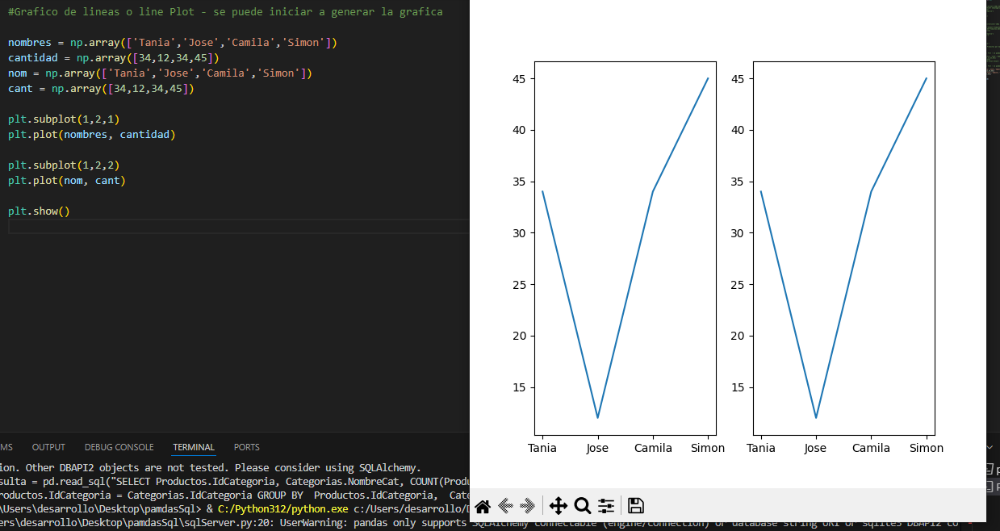 #Grafico de lineas o line Plot - se puede iniciar a generar la grafica
nombres = np.array(['Tania','Jose','Camila','Simon'])
cantidad = np.array([34,12,34,45])
nom = np.array(['Tania','Jose','Camila','Simon'])
cant = np.array([34,12,34,45])
plt.subplot(1,2,1)
plt.plot(nombres, cantidad)
plt.subplot(1,2,2)
plt.plot(nom, cant)
plt.show()
45
40
35
30
25
20
15
Tania Jose Camila Simon
45
40
35
30
25
20
15
Tania Jose Camila Simon
MS OUTPUT DEBUG CONSOLE TERMINAL PORTS
ion. Other DBAPI2 objects are not tested. Please consider using SQLAlchemy.
sulta = pd.read_sql("SELECT Productos.IdCategoria, Categorias.NombreCat, COUNT(Produ
roductos.IdCategoria = Categorias.IdCategoria GROUP BY Productos.IdCategoria, Cate
\Users\desarrollo\Desktop\pamdasSql> & C:/Python312/python.exe c:/Users/desarrollo/D
ers\desarrollo\Desktop\pamdasSql\sqlServer.py:20: UserWarning: pandas only supports SQLAlchemy connectable (engine/connection) or database string URI or sqlite3 DBAPI2 co